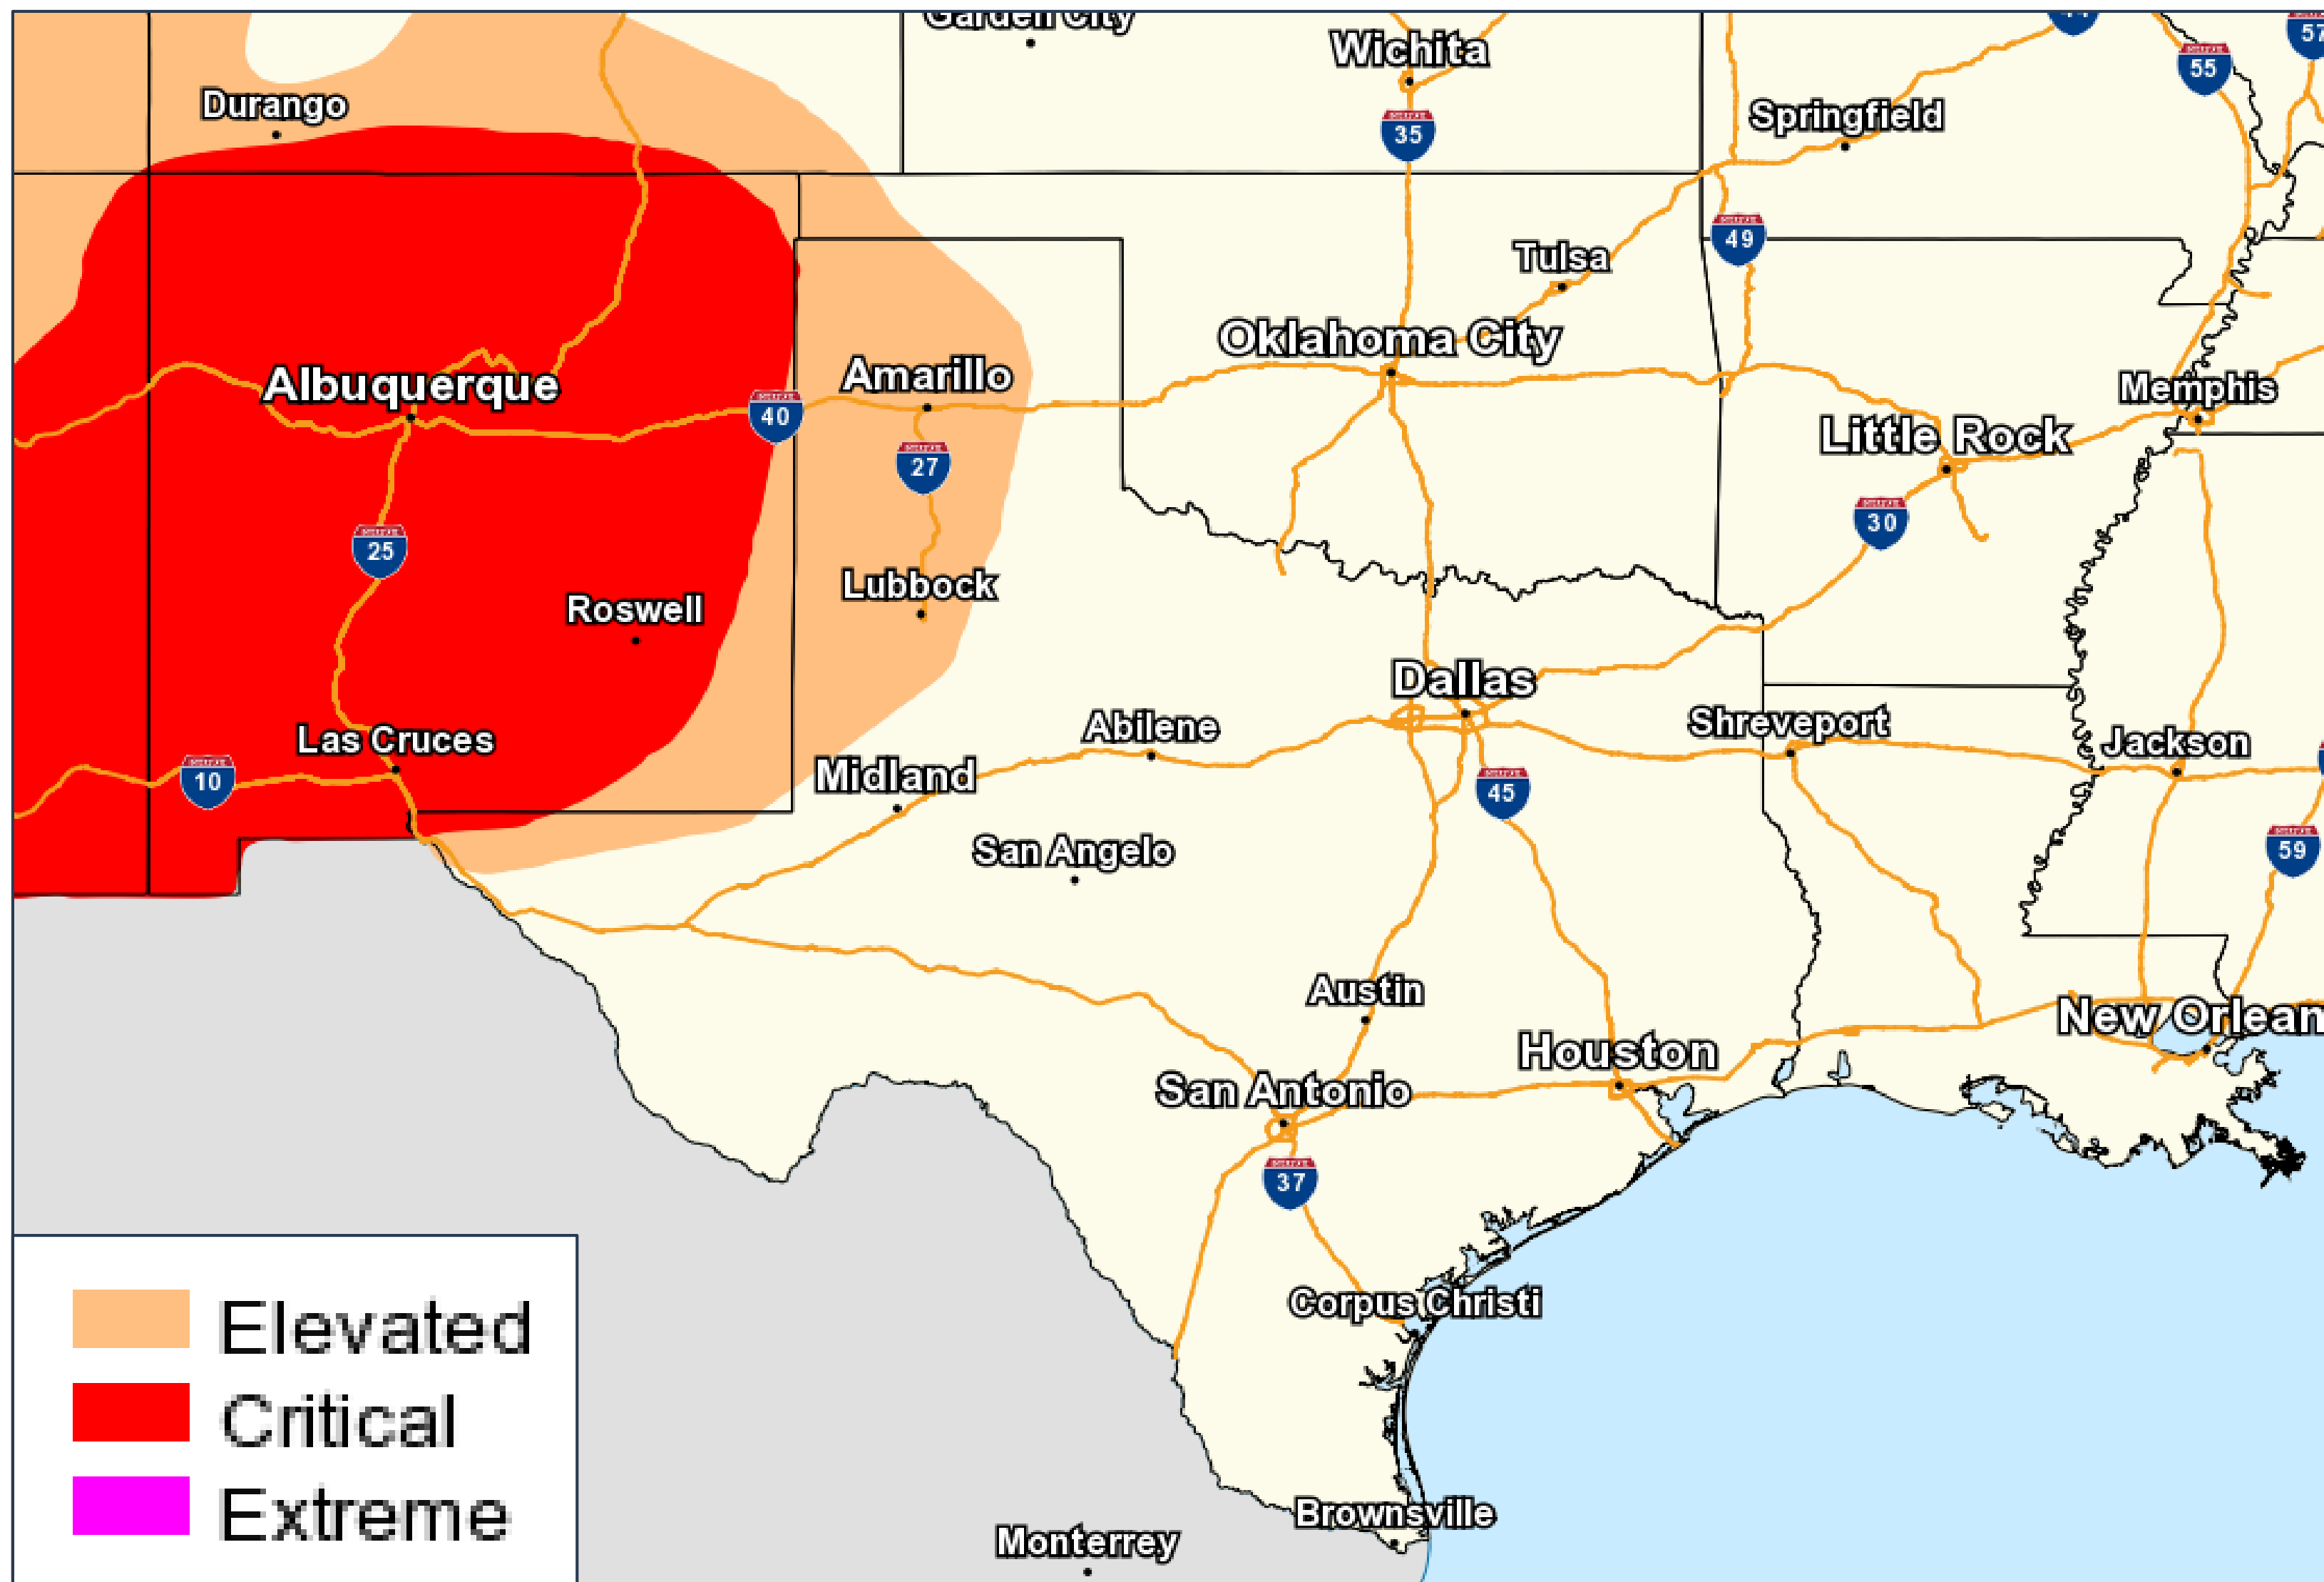 Garden City
Wichita
44
55
57
Durango
35
Springfield
49
Tulsa
Oklahoma City
Albuquerque
Amarillo
40
Memphis
Little Rock
27
30
25
Lubbock
Roswell
Dallas
Las Cruces
Abilene
Shreveport
Jackson
10
Midland
45
San Angelo
59
Austin
New Orlean
Houston
San Antonio
37
Corpus Christi
Brownsville
Monterrey
Elevated
Critical
Extreme